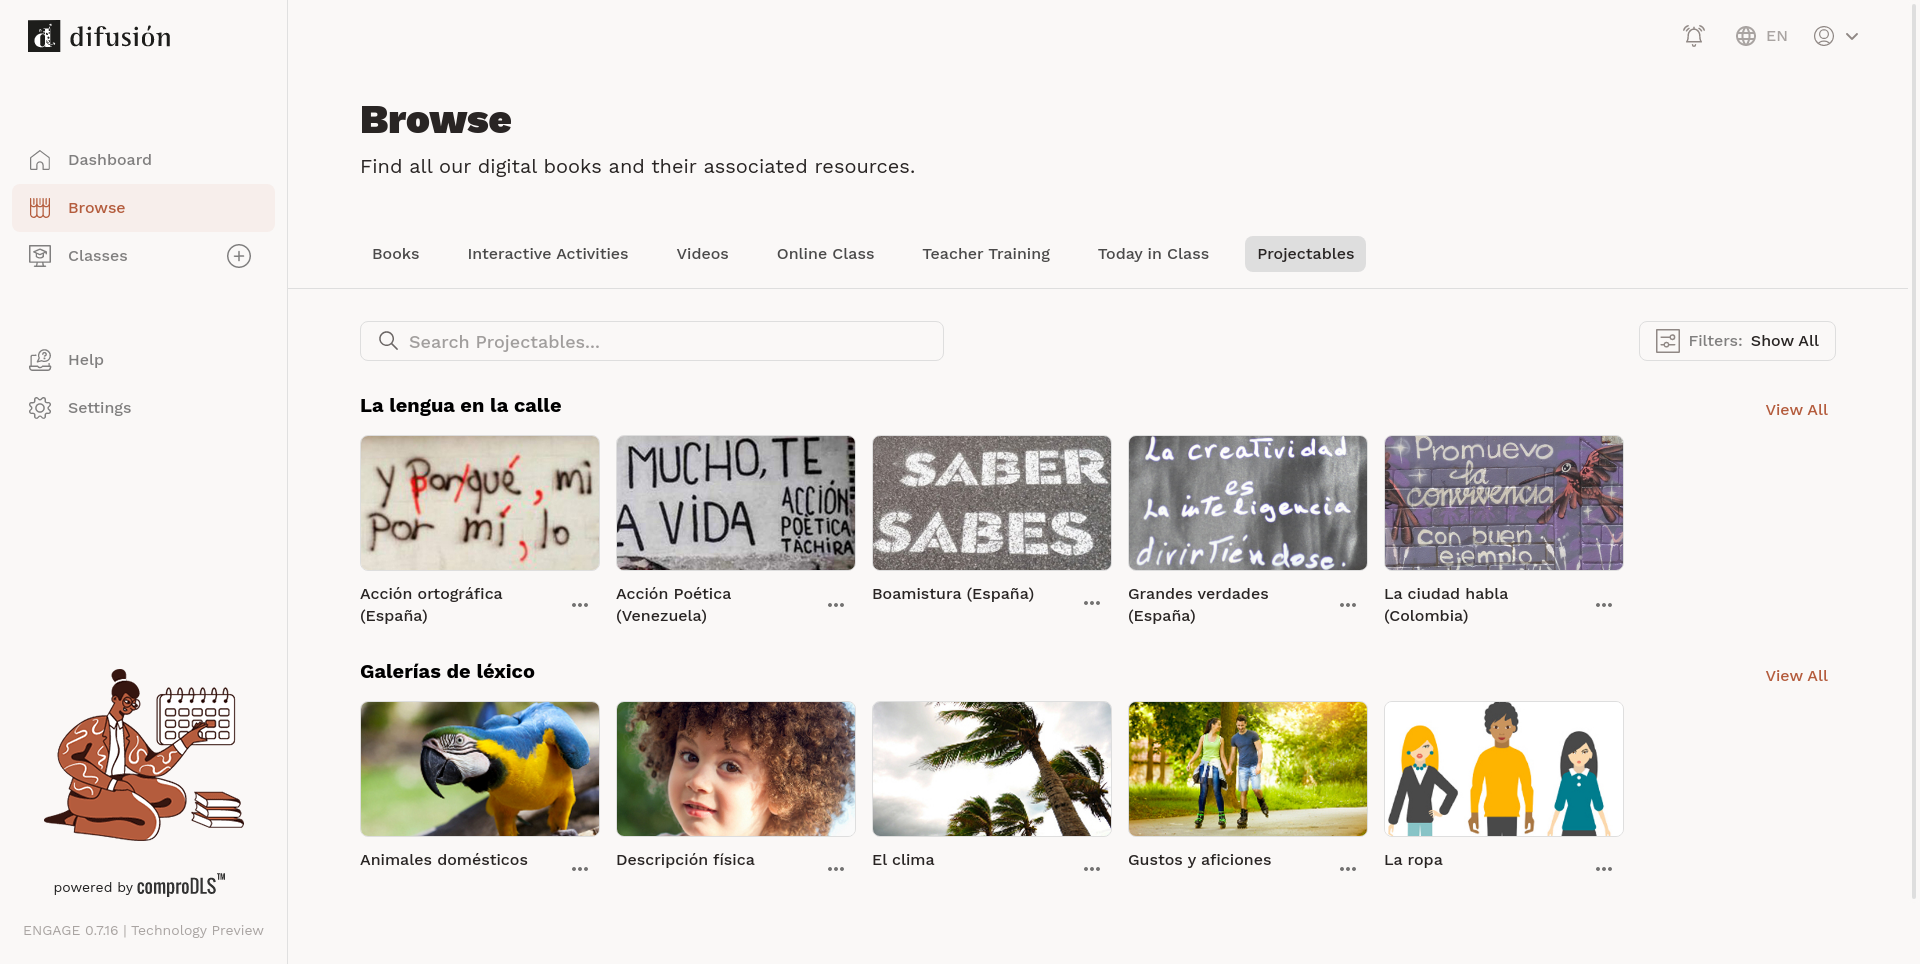 difusión
EN
Browse
Find all our digital books and their associated resources.
Dashboard
Browse
Classes
Help
Settings
Books
Interactive Activities
Videos
Online Class
Teacher Training
Today in Class
Projectables
Search Projectables...
Filters: Show All
La lengua en la calle
View All
y Por/qué, mi
por mí, lo
MUCHO, TE
A VIDA
ACCIÓN
POÉTICA
TÁCHIRA
SABER
SABES
La creatividad
es
La inteligencia
divirtiéndose.
Promuevo
la
convivencia
con buen
ejemplo
Acción ortográfica
(España)
Acción Poética
(Venezuela)
Boamistura (España)
Grandes verdades
(España)
La ciudad habla
(Colombia)
Galerías de léxico
View All
Animales domésticos
Descripción física
El clima
Gustos y aficiones
La ropa
powered by comproDLS™
ENGAGE 0.7.16 | Technology Preview